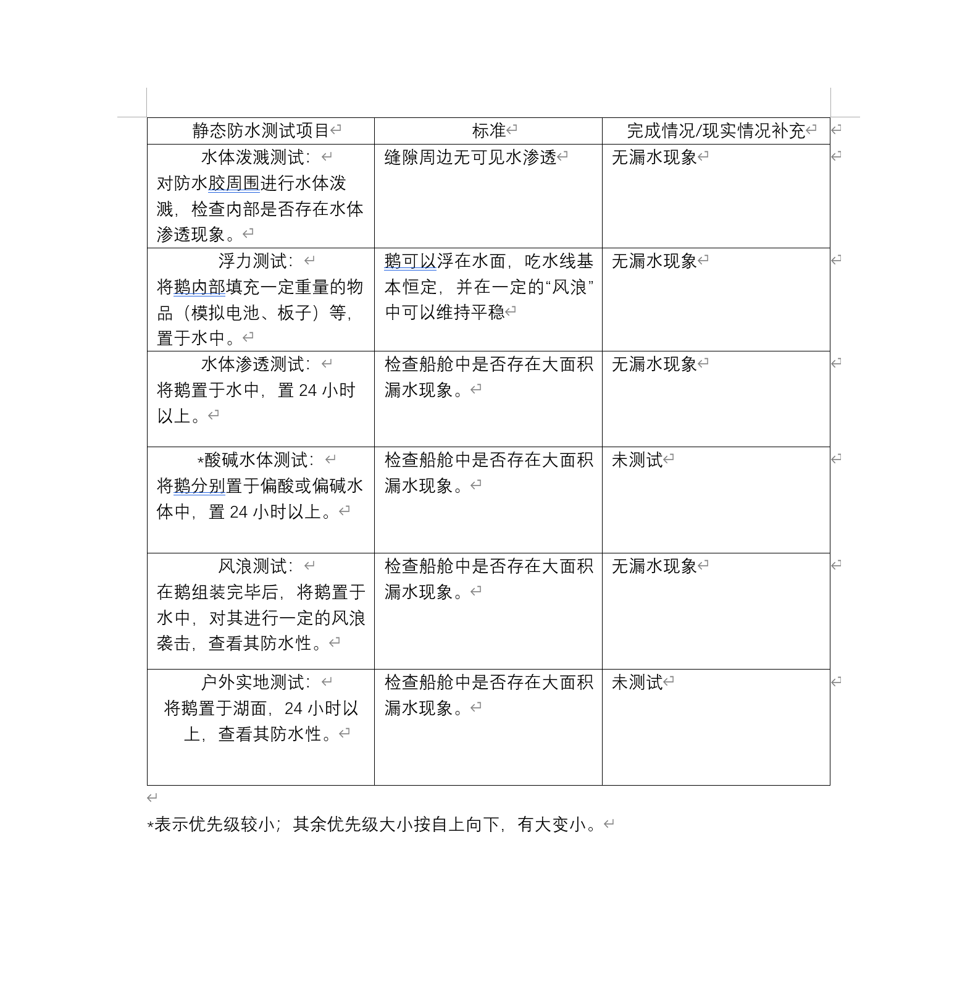 静态防水测试项目 标准 完成情况/现实情况补充
水体泼溅测试： 缝隙周边无可见水渗透 无漏水现象
对防水胶周围进行水体泼
溅，检查内部是否存在水体
渗透现象。
浮力测试： 鹅可以浮在水面，吃水线基 无漏水现象
将鹅内部填充一定重量的物 本恒定，并在一定的“风浪”
品（模拟电池、板子）等， 中可以维持平稳
置于水中。
水体渗透测试： 检查船舱中是否存在大面积 无漏水现象
将鹅置于水中，置 24 小时 漏水现象。
以上。
*酸碱水体测试： 检查船舱中是否存在大面积 未测试
将鹅分别置于偏酸或偏碱水 漏水现象。
体中，置 24 小时以上。
风浪测试： 检查船舱中是否存在大面积 无漏水现象
在鹅组装完毕后，将鹅置于 漏水现象。
水中，对其进行一定的风浪
袭击，查看其防水性。
户外实地测试： 检查船舱中是否存在大面积 未测试
将鹅置于湖面，24 小时以 漏水现象。
上，查看其防水性。
*表示优先级较小；其余优先级大小按自上向下，有大变小。